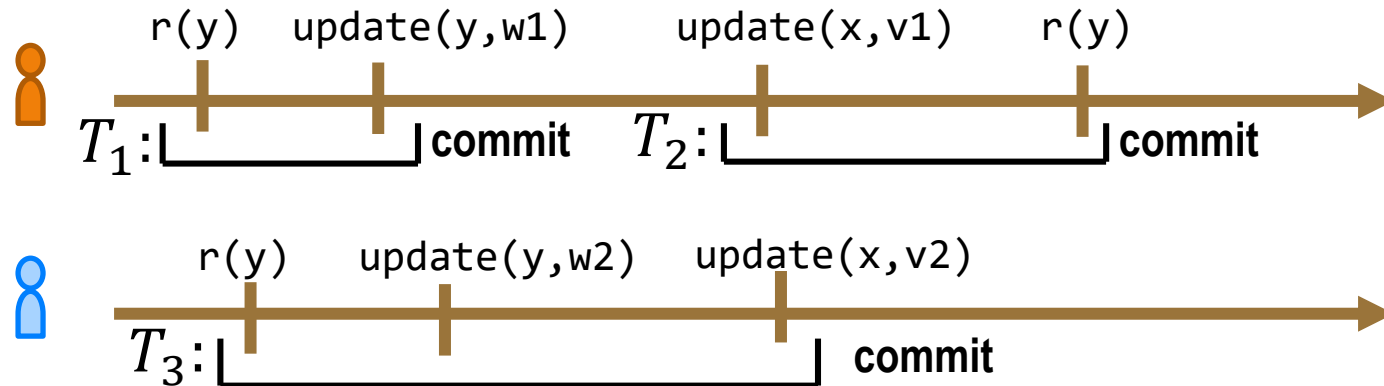 r(y) update(y,w1) update(x,v1) r(y)
T₁: commit T₂: commit
r(y) update(y,w2) update(x,v2)
T₃: commit